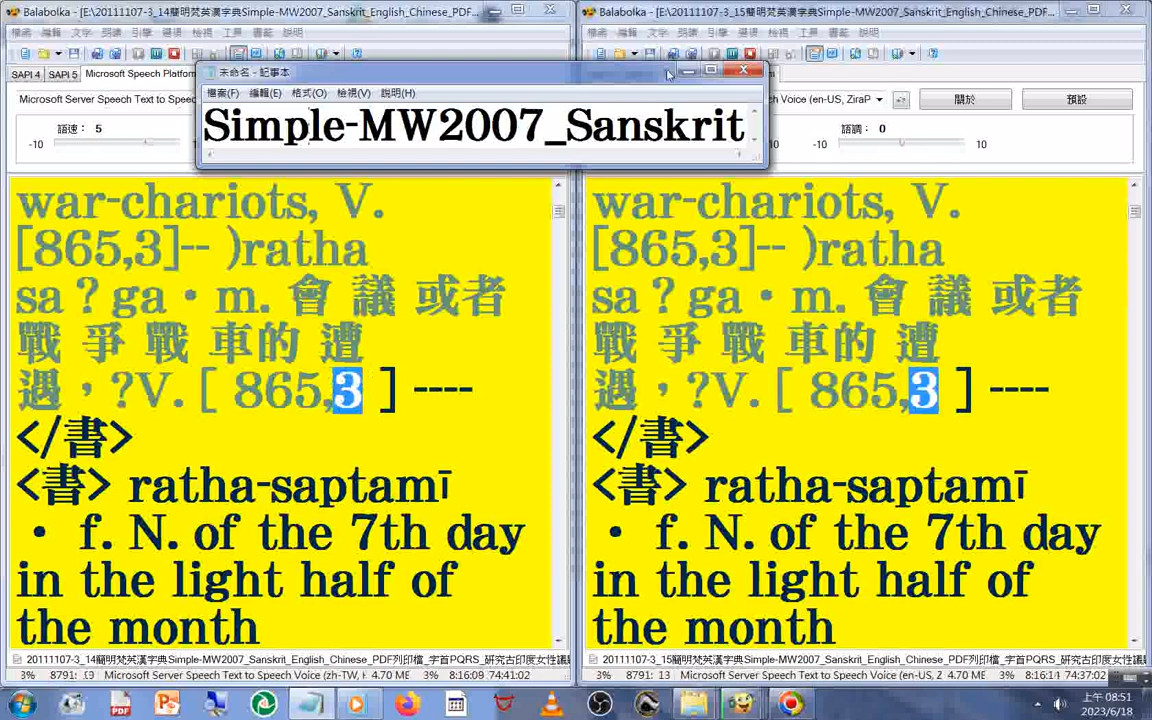 Balabolka - [E:\20111107-3_14簡明梵英漢字典Simple-MW2007_Sanskrit_English_Chinese_PDF...
Balabolka - [E:\20111107-3_15簡明梵英漢字典Simple-MW2007_Sanskrit_English_Chinese_PDF...
SAPI 4 SAPI 5 Microsoft Speech Platform
未命名 - 記事本
檔案(F) 編輯(E) 格式(O) 檢視(V) 說明(H)
Simple-MW2007_Sanskrit
Microsoft Server Speech Text to Spee
Voice (en-US, ZiraP
關於 預設
語速： 5
-10
語調： 0
-10 10
war-chariots, V.
[865,3]-- )ratha
sa？ga • m. 會 議 或者
戰 爭 戰 車的 遭
遇，?V. [ 865,3 ] ----
</書>
<書> ratha-saptamī
• f. N. of the 7th day
in the light half of
the month
war-chariots, V.
[865,3]-- )ratha
sa？ga • m. 會 議 或者
戰 爭 戰 車的 遭
遇，?V. [ 865,3 ] ----
</書>
<書> ratha-saptamī
• f. N. of the 7th day
in the light half of
the month
20111107-3_14簡明梵英漢字典Simple-MW2007_Sanskrit_English_Chinese_PDF列印檔_字首PQRS_研究古印度女性議
20111107-3_15簡明梵英漢字典Simple-MW2007_Sanskrit_English_Chinese_PDF列印檔_字首PQRS_研究古印度女性議
3% 8791: Microsoft Server Speech Text to Speech Voice (zh-TW, H 4.70 ME 8:16:09 74:41:02
3% 8791: 13 Microsoft Server Speech Text to Speech Voice (en-US, Z 4.70 ME 8:16:14 74:37:02
上午 08:51
2023/6/18